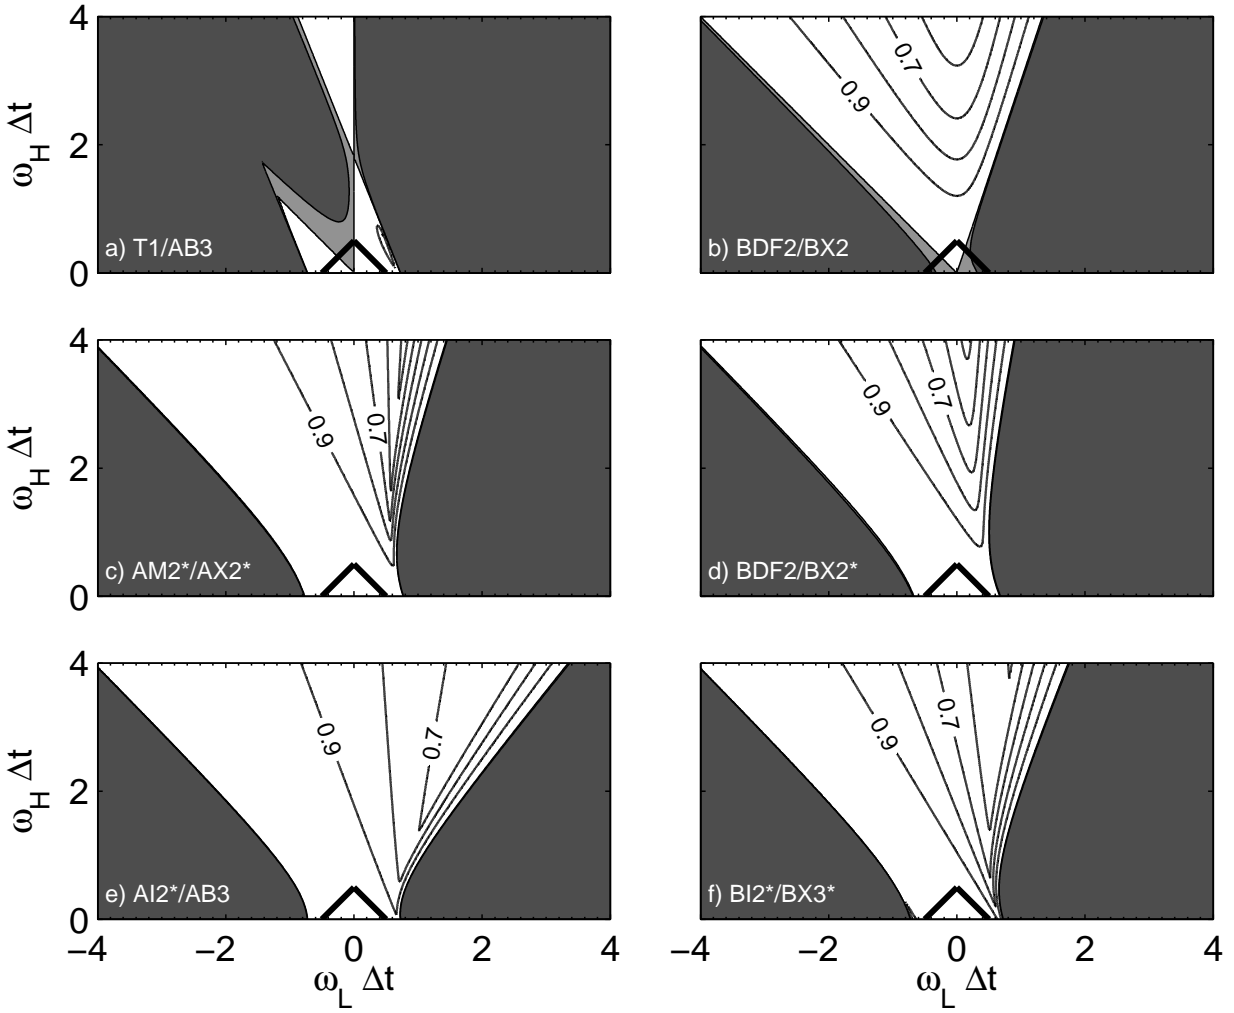 4
2
0
ω_H Δt
a) T1/AB3
0.7
0.9
b) BDF2/BX2
4
2
0
ω_H Δt
0.9
0.7
c) AM2*/AX2*
0.9
0.7
d) BDF2/BX2*
4
2
0
ω_H Δt
0.9
0.7
e) AI2*/AB3
0.9
0.7
f) BI2*/BX3*
−4 −2 0 2 4
ω_L Δt
−4 −2 0 2 4
ω_L Δt